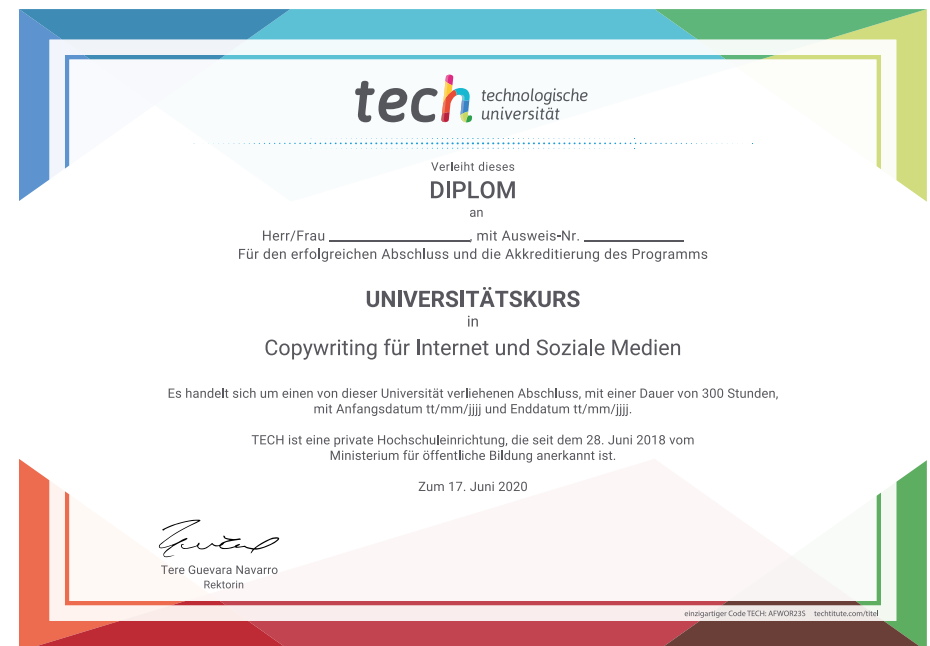 tech technologische
universität
Verleiht dieses
DIPLOM
an
Herr/Frau ____________________, mit Ausweis-Nr. ______________
Für den erfolgreichen Abschluss und die Akkreditierung des Programms
UNIVERSITÄTSKURS
in
Copywriting für Internet und Soziale Medien
Es handelt sich um einen von dieser Universität verliehenen Abschluss, mit einer Dauer von 300 Stunden,
mit Anfangsdatum tt/mm/jjjj und Enddatum tt/mm/jjjj.
TECH ist eine private Hochschuleinrichtung, die seit dem 28. Juni 2018 vom
Ministerium für öffentliche Bildung anerkannt ist.
Zum 17. Juni 2020
Tere Guevara Navarro
Rektorin
einzigartiger Code TECH: AFWOR23S techtitute.com/titel